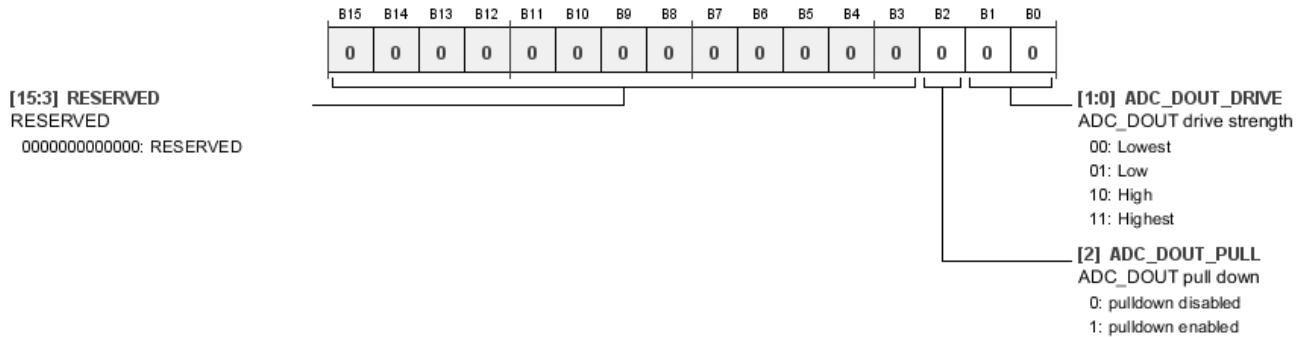 B15 B14 B13 B12 B11 B10 B9 B8 B7 B6 B5 B4 B3 B2 B1 B0
0 0 0 0 0 0 0 0 0 0 0 0 0 0 0 0
[15:3] RESERVED
RESERVED
0000000000000: RESERVED
[1:0] ADC_DOUT_DRIVE
ADC_DOUT drive strength
00: Lowest
01: Low
10: High
11: Highest
[2] ADC_DOUT_PULL
ADC_DOUT pull down
0: pulldown disabled
1: pulldown enabled